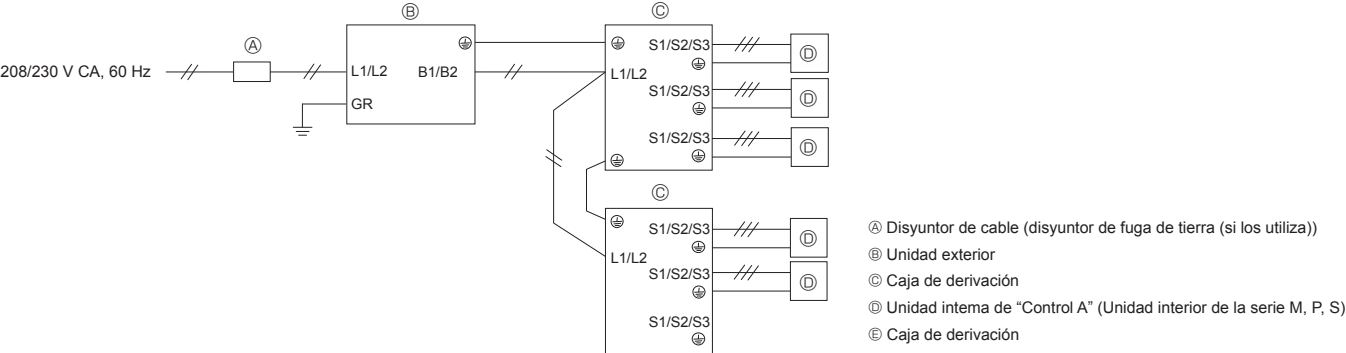 Ⓑ
Ⓒ
Ⓐ
208/230 V CA, 60 Hz
L1/L2
B1/B2
GR
L1/L2
S1/S2/S3
Ⓓ
S1/S2/S3
Ⓓ
S1/S2/S3
Ⓓ
Ⓒ
L1/L2
S1/S2/S3
Ⓓ
S1/S2/S3
Ⓓ
S1/S2/S3
Ⓐ Disyuntor de cable (disyuntor de fuga de tierra (si los utiliza))
Ⓑ Unidad exterior
Ⓒ Caja de derivación
Ⓓ Unidad intema de “Control A” (Unidad interior de la serie M, P, S)
Ⓔ Caja de derivación